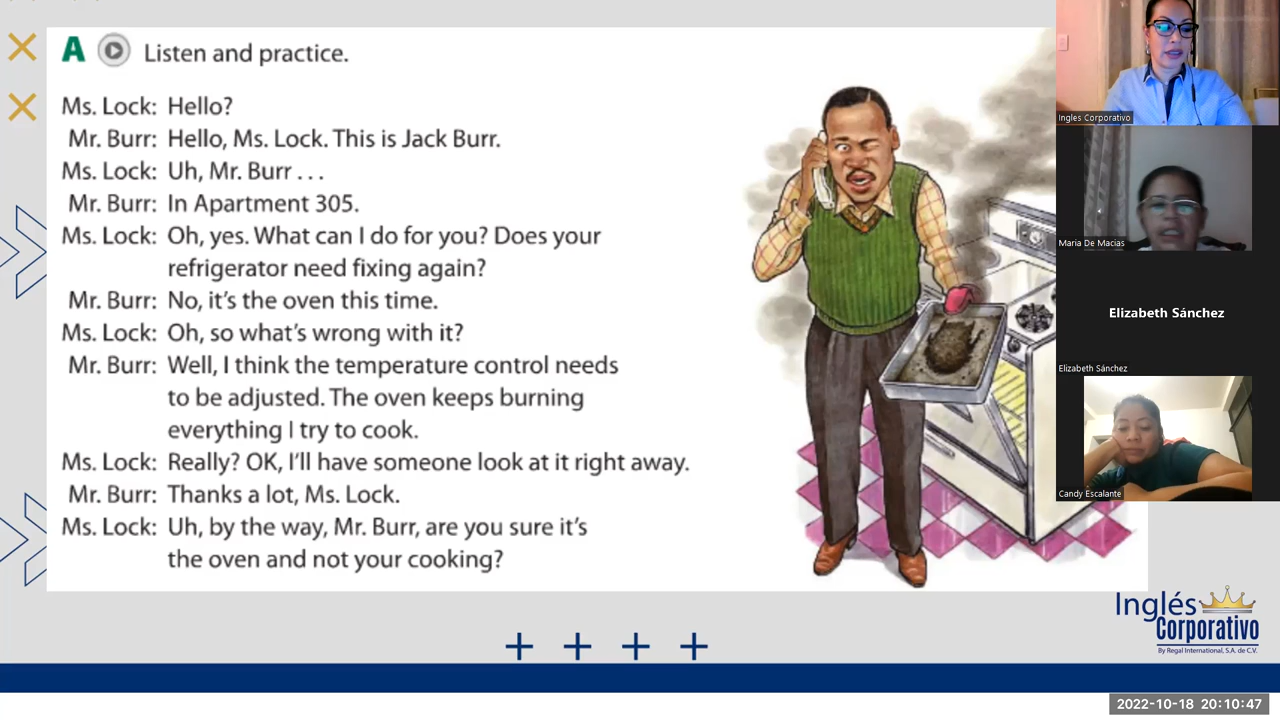 A Listen and practice.
Ms. Lock: Hello?
Mr. Burr: Hello, Ms. Lock. This is Jack Burr.
Ms. Lock: Uh, Mr. Burr . . .
Mr. Burr: In Apartment 305.
Ms. Lock: Oh, yes. What can I do for you? Does your
refrigerator need fixing again?
Mr. Burr: No, it's the oven this time.
Ms. Lock: Oh, so what's wrong with it?
Mr. Burr: Well, I think the temperature control needs
to be adjusted. The oven keeps burning
everything I try to cook.
Ms. Lock: Really? OK, I'll have someone look at it right away.
Mr. Burr: Thanks a lot, Ms. Lock.
Ms. Lock: Uh, by the way, Mr. Burr, are you sure it's
the oven and not your cooking?
Ingles Corporativo
Maria De Macias
Elizabeth Sánchez
Elizabeth Sánchez
Candy Escalante
Inglés
Corporativo
By Regal International, S.A. de C.V.
2022-10-18 20:10:47